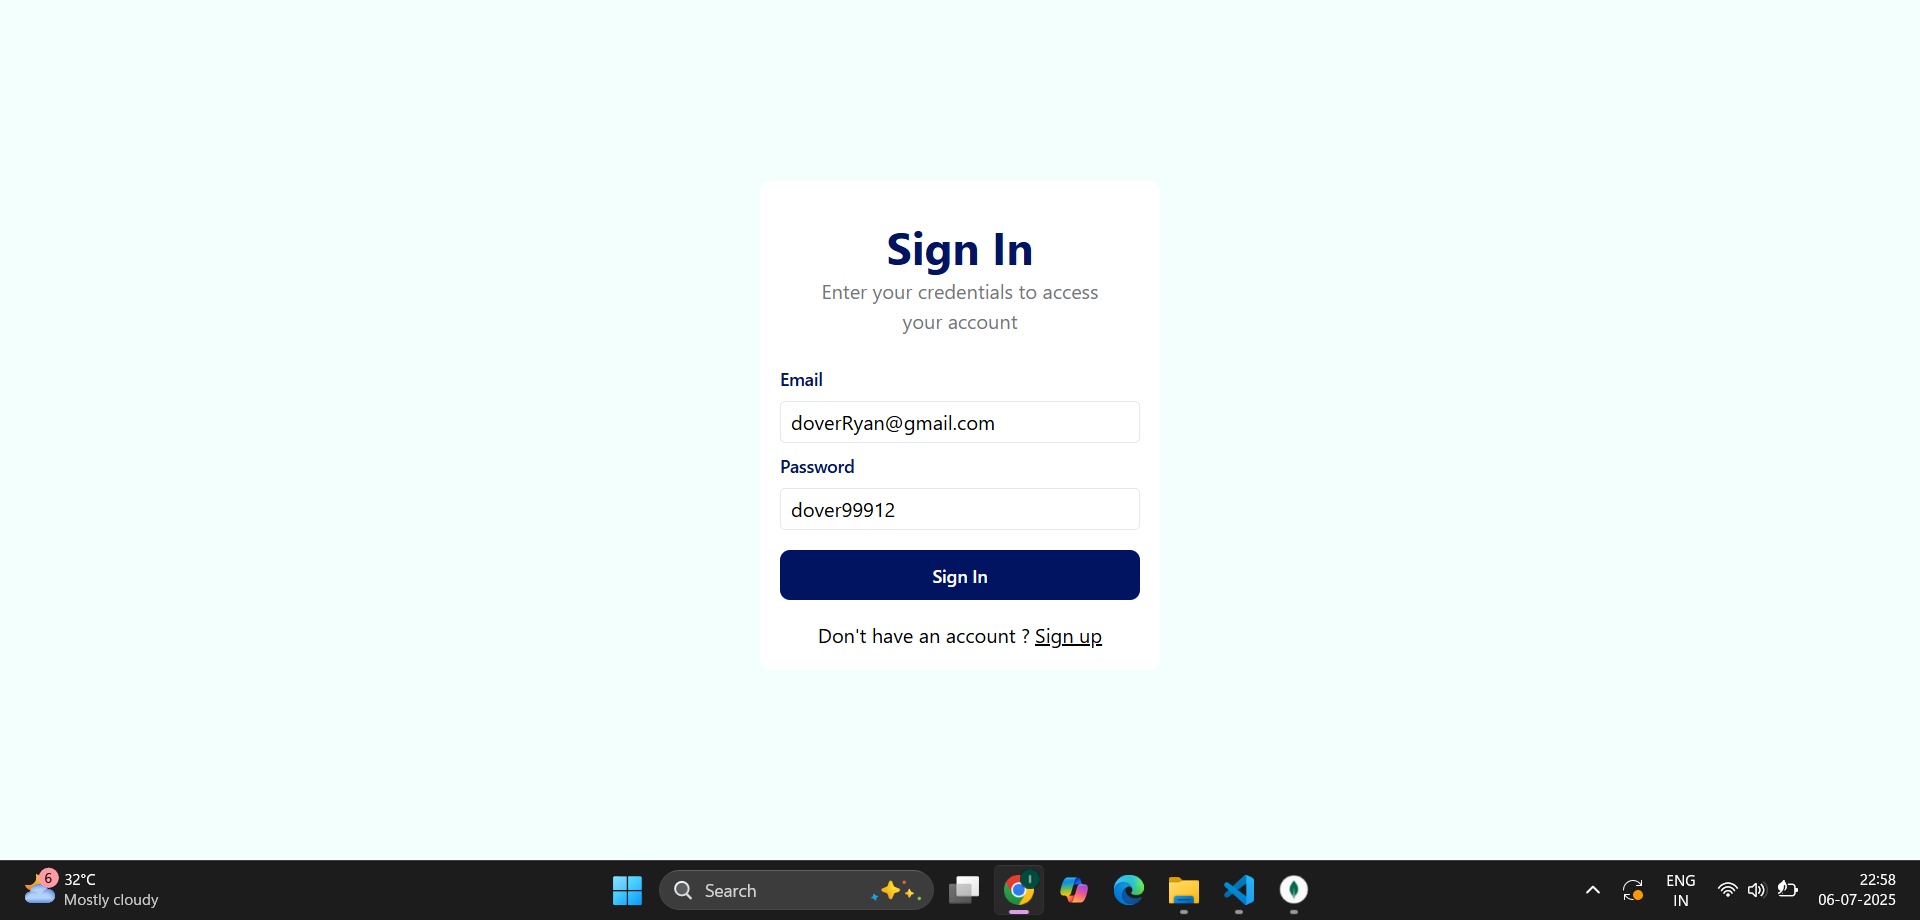 Sign In
Enter your credentials to access
your account
Email
doverRyan@gmail.com
Password
dover99912
Sign In
Don't have an account ? Sign up
6
32°C
Mostly cloudy
Search
ENG
IN
22:58
06-07-2025